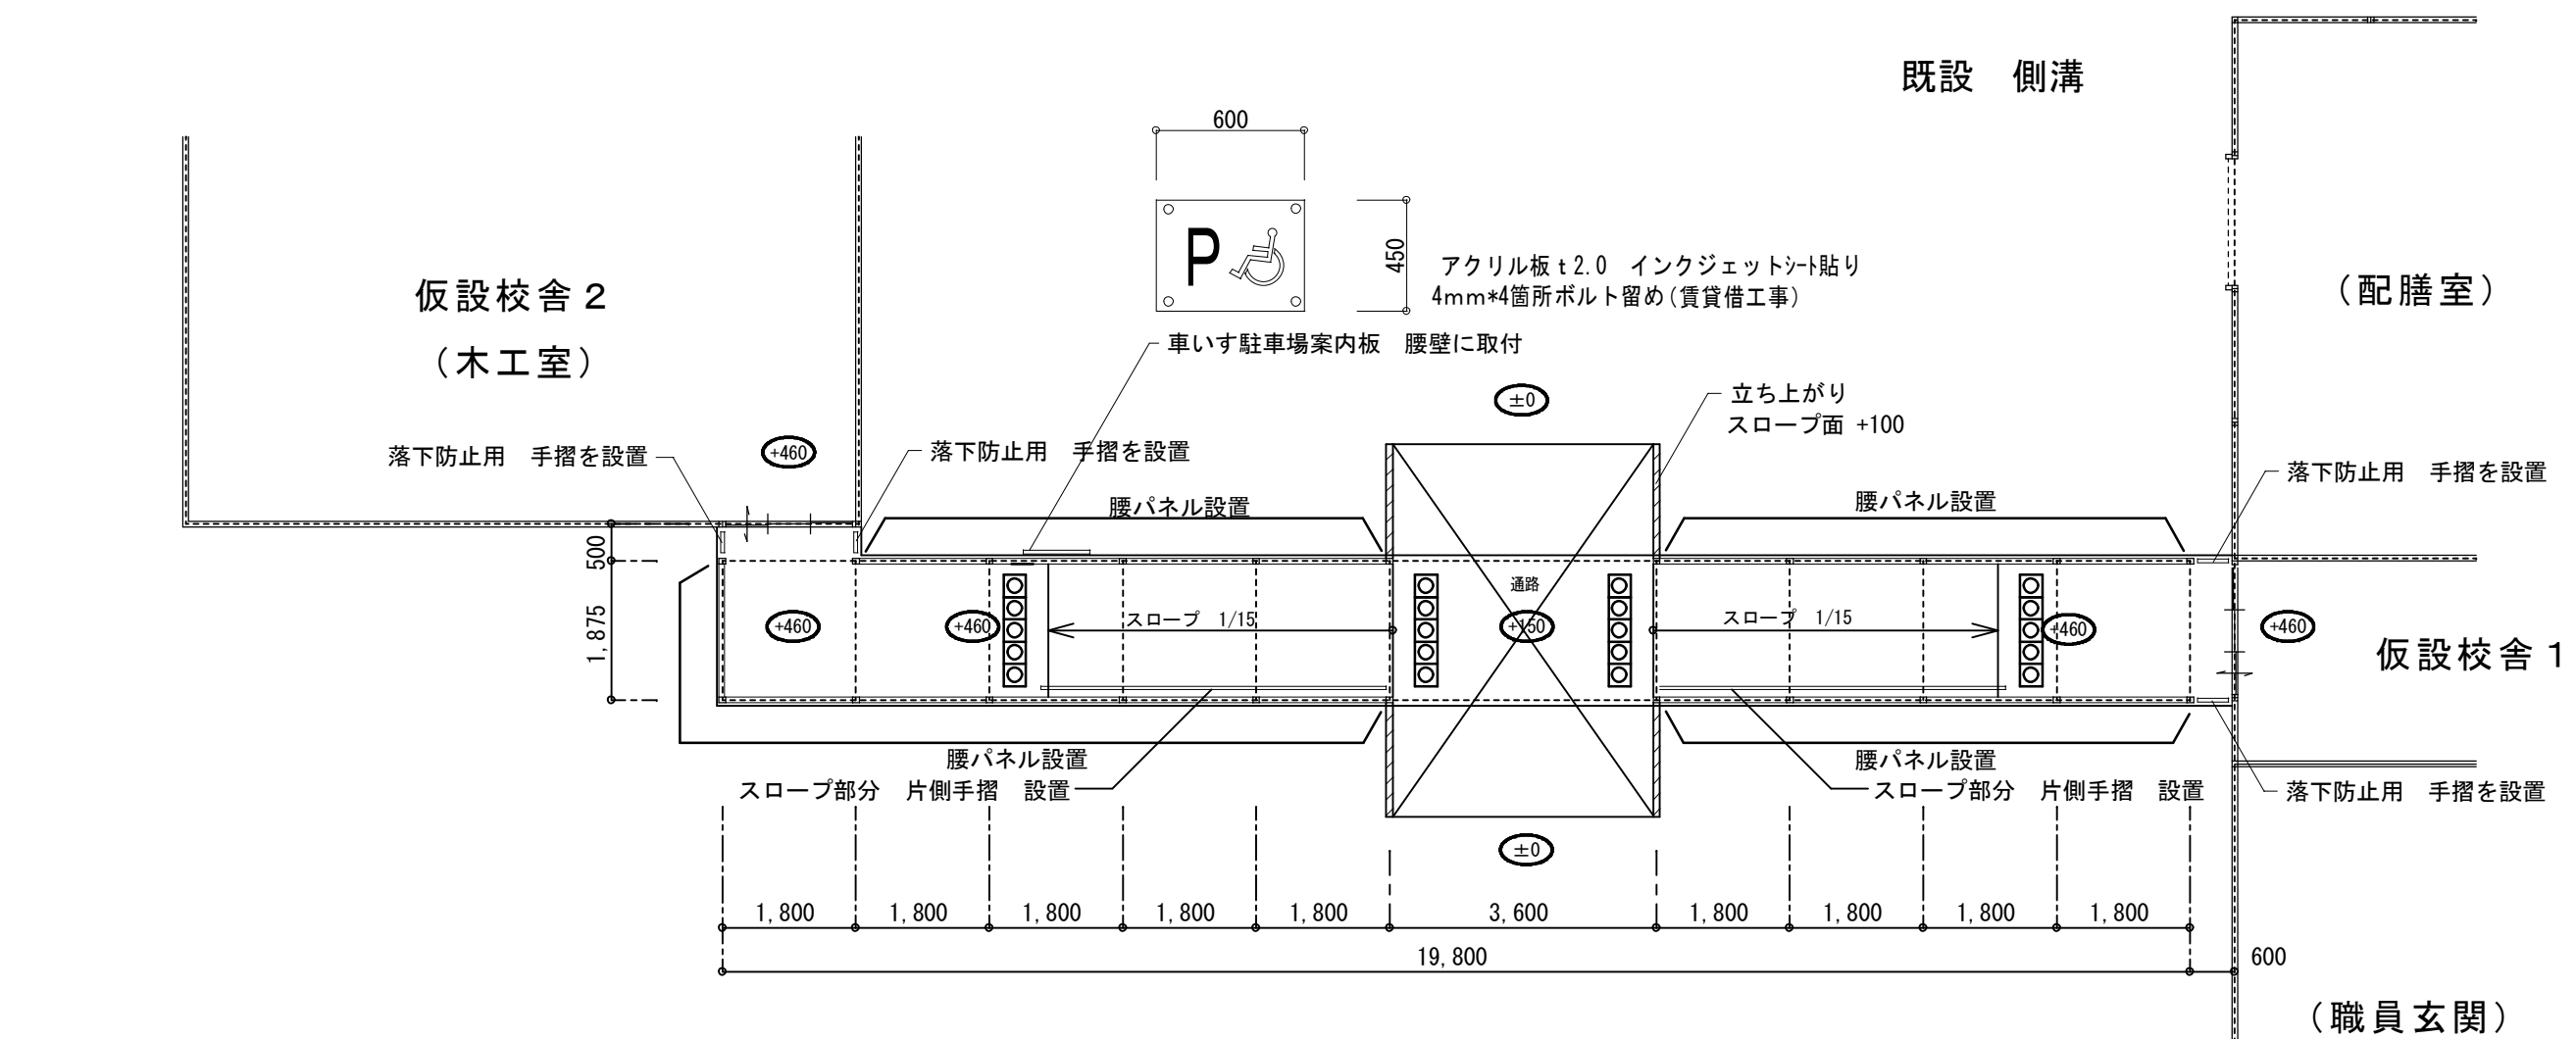 既設　側溝
600
P
450
アクリル板ｔ2.0　インクジェットシート貼り
4mm*4箇所ボルト留め(賃貸借工事)
仮設校舎２
（木工室）
（配膳室）
車いす駐車場案内板　腰壁に取付
±0
立ち上がり
スロープ面 +100
落下防止用　手摺を設置
+460
落下防止用　手摺を設置
落下防止用　手摺を設置
腰パネル設置
腰パネル設置
500
1,875
通路
+460
+460
スロープ　1/15
+150
スロープ　1/15
+460
+460
仮設校舎１
腰パネル設置
スロープ部分　片側手摺　設置
腰パネル設置
スロープ部分　片側手摺　設置
落下防止用　手摺を設置
±0
1,800
1,800
1,800
1,800
1,800
3,600
1,800
1,800
1,800
1,800
19,800
600
（職員玄関）